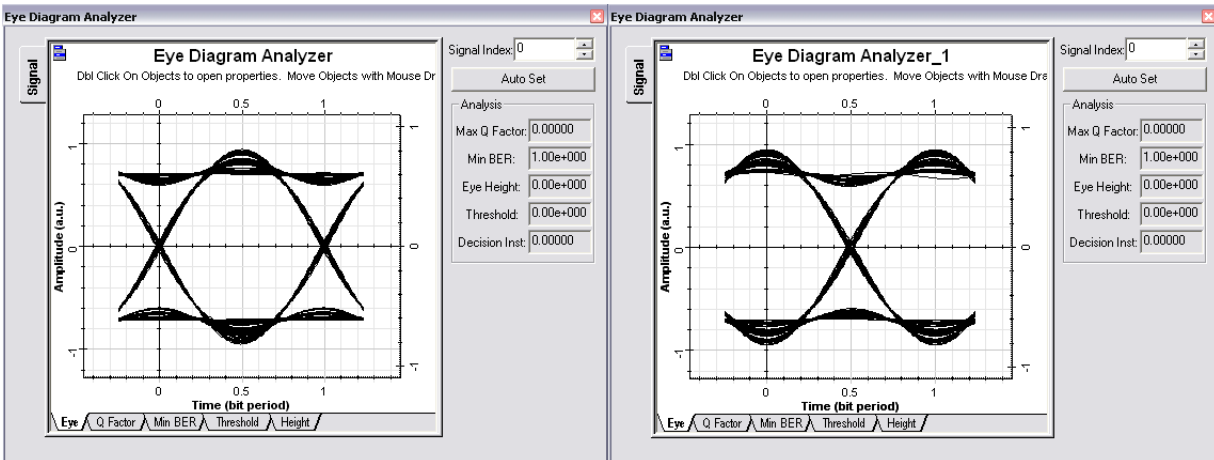 Eye Diagram Analyzer
Signal
Eye Diagram Analyzer
Dbl Click On Objects to open properties. Move Objects with Mouse Dr
0 0.5 1
1
0
-1
Amplitude (a.u.)
1
0
-1
0 0.5 1
Time (bit period)
Eye Q Factor Min BER Threshold Height
Signal Index: 0
Auto Set
Analysis
Max Q Factor: 0.00000
Min BER: 1.00e+000
Eye Height: 0.00e+000
Threshold: 0.00e+000
Decision Inst: 0.00000
Eye Diagram Analyzer
Signal
Eye Diagram Analyzer_1
Dbl Click On Objects to open properties. Move Objects with Mouse Dra
0 0.5 1
1
0
-1
Amplitude (a.u.)
1
0
-1
0 0.5 1
Time (bit period)
Eye Q Factor Min BER Threshold Height
Signal Index: 0
Auto Set
Analysis
Max Q Factor: 0.00000
Min BER: 1.00e+000
Eye Height: 0.00e+000
Threshold: 0.00e+000
Decision Inst: 0.00000